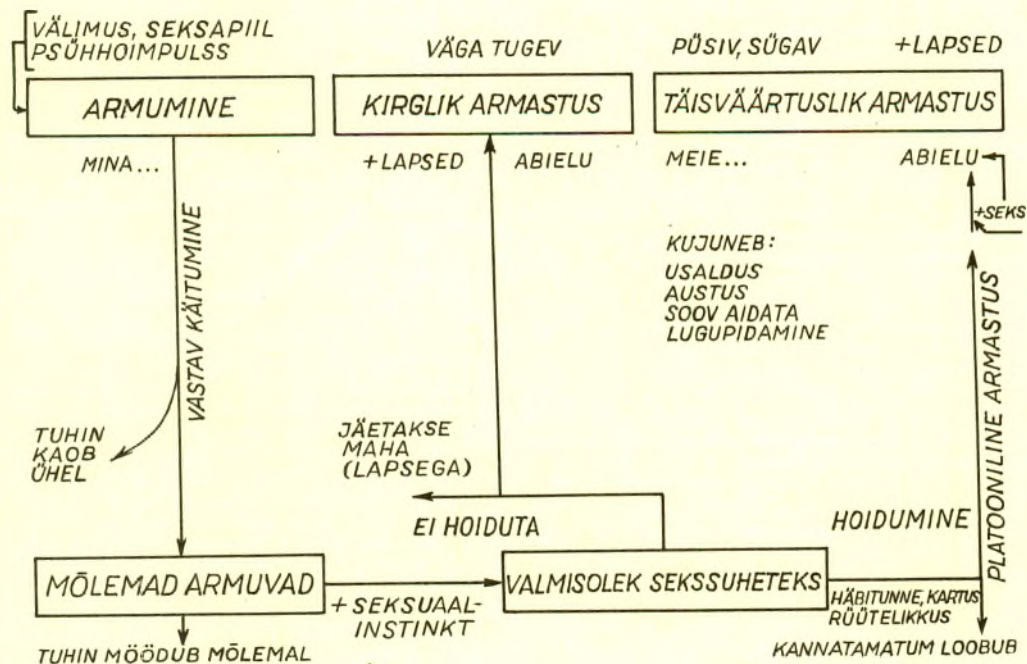 VÄLIMUS, SEKSAPIIL
PSÜHHOIMPULSS
ARMUMINE
MINA...
VÄGA TUGEV
KIRGLIK ARMASTUS
+LAPSED ABIELU
PÜSIV, SÜGAV +LAPSED
TÄISVÄÄRTUSLIK ARMASTUS
MEIE... ABIELU
+SEKS
KUJUNEB:
USALDUS
AUSTUS
SOOV AIDATA
LUGUPIDAMINE
VASTAV KÄITUMINE
PLATOONILINE ARMASTUS
TUHIN
KAOB
ÜHEL
JÄETAKSE
MAHA
(LAPSEGA)
EI HOIDUTA
HOIDUMINE
MÕLEMAD ARMUVAD
+ SEKSUAAL-
INSTINKT
VALMISOLEK SEKSSUHETEKS
HÄBITUNNE, KARTUS
RÜÜTELIKKUS
TUHIN MÖÖDUB MÕLEMAL
KANNATAMATUM LOOBUB